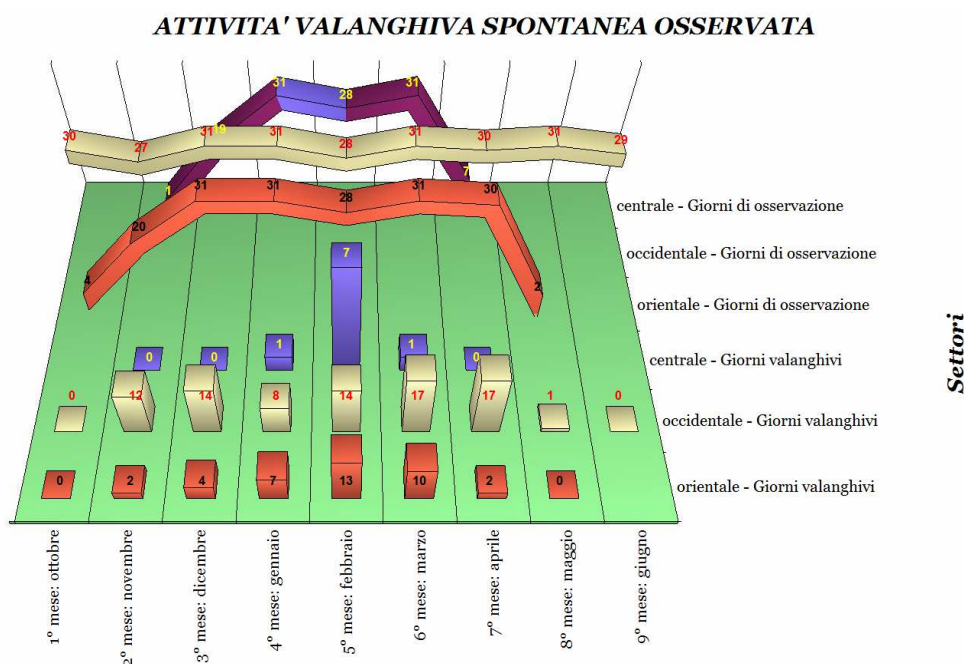 ATTIVITA' VALANGHIVA SPONTANEA OSSERVATA
31 28 31
30 27 31 19 31 28 31 30 31 29
1 7
4 20 31 31 28 31 30 2
centrale - Giorni di osservazione
occidentale - Giorni di osservazione
orientale - Giorni di osservazione
7
centrale - Giorni valanghivi
0 0 1 1 0
occidentale - Giorni valanghivi
0 12 14 8 14 17 17 1 0
orientale - Giorni valanghivi
0 2 4 7 13 10 2 0
1° mese: ottobre
2° mese: novembre
3° mese: dicembre
4° mese: gennaio
5° mese: febbraio
6° mese: marzo
7° mese: aprile
8° mese: maggio
9° mese: giugno
Settori